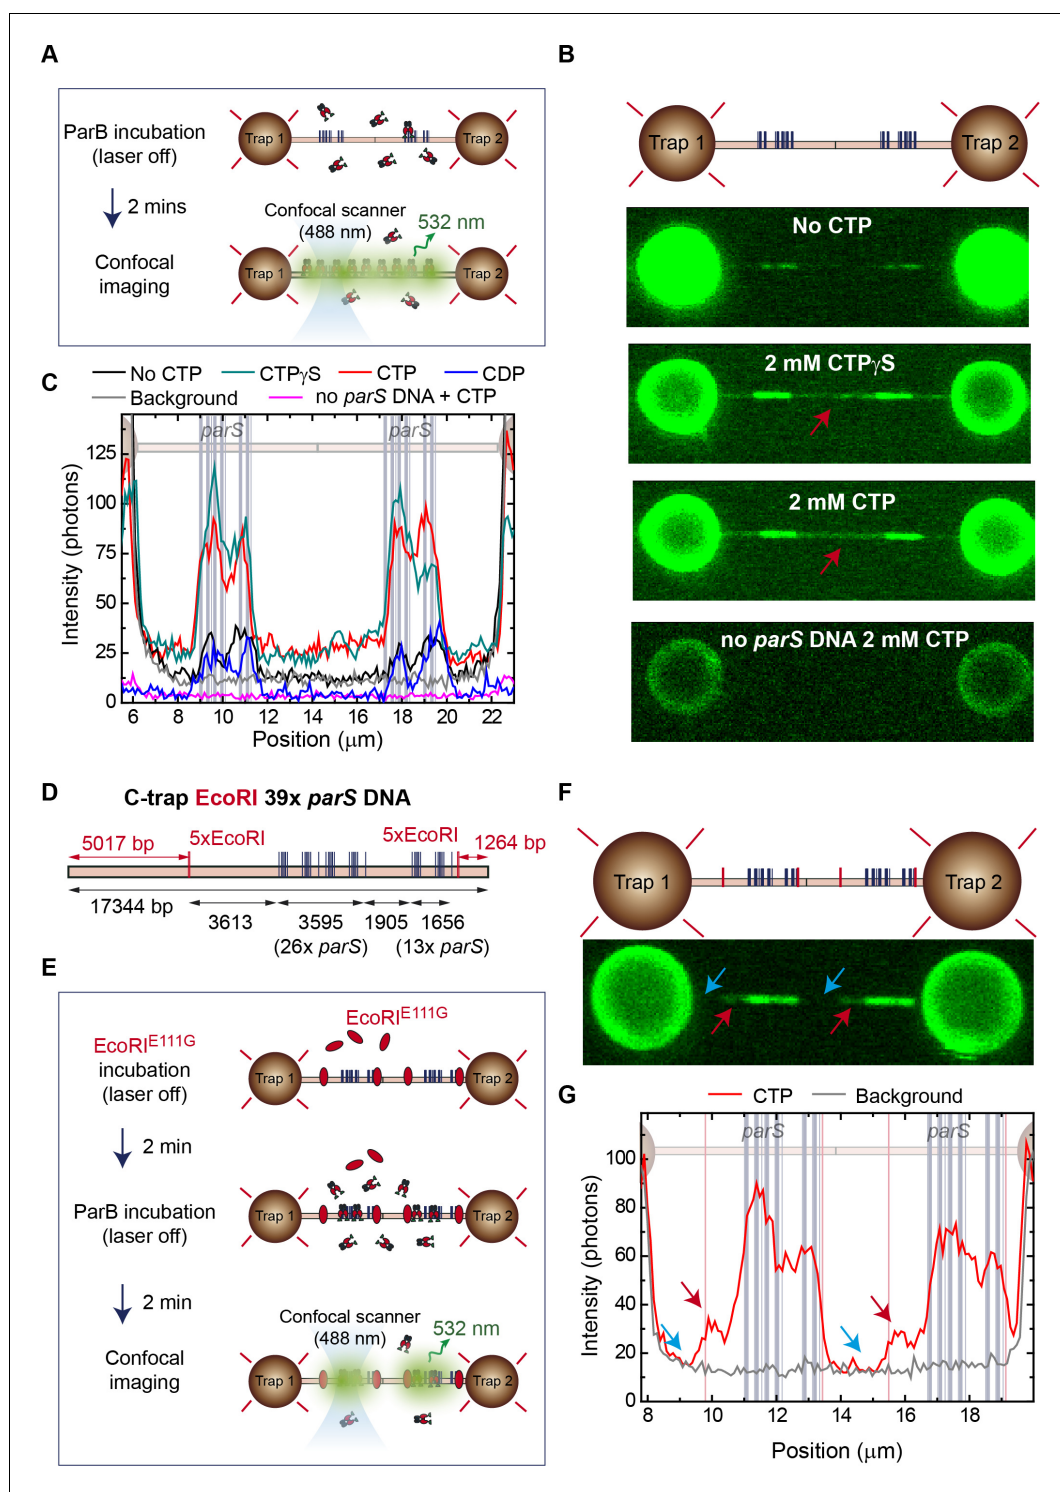 A
ParB incubation
(laser off)
2 mins
Confocal
imaging
Trap 1
Trap 2
Confocal scanner
(488 nm)
532 nm
Trap 1
Trap 2
B
Trap 1
Trap 2
No CTP
2 mM CTPγS
2 mM CTP
no parS DNA 2 mM CTP
C
No CTP
CTPγS
CTP
CDP
Background
no parS DNA + CTP
parS
parS
Intensity (photons)
125
100
75
50
25
0
6 8 10 12 14 16 18 20 22
Position (μm)
D
C-trap EcoRI 39x parS DNA
5017 bp
5xEcoRI
5xEcoRI
1264 bp
17344 bp
3613
3595
1905
1656
(26x parS)
(13x parS)
E
EcoRI^E111G
EcoRI^E111G
incubation
(laser off)
Trap 1
Trap 2
2 min
ParB incubation
(laser off)
Trap 1
Trap 2
2 min
Confocal
imaging
Confocal scanner
(488 nm)
532 nm
Trap 1
Trap 2
F
Trap 1
Trap 2
G
CTP
Background
parS
parS
Intensity (photons)
100
80
60
40
20
0
8 10 12 14 16 18
Position (μm)